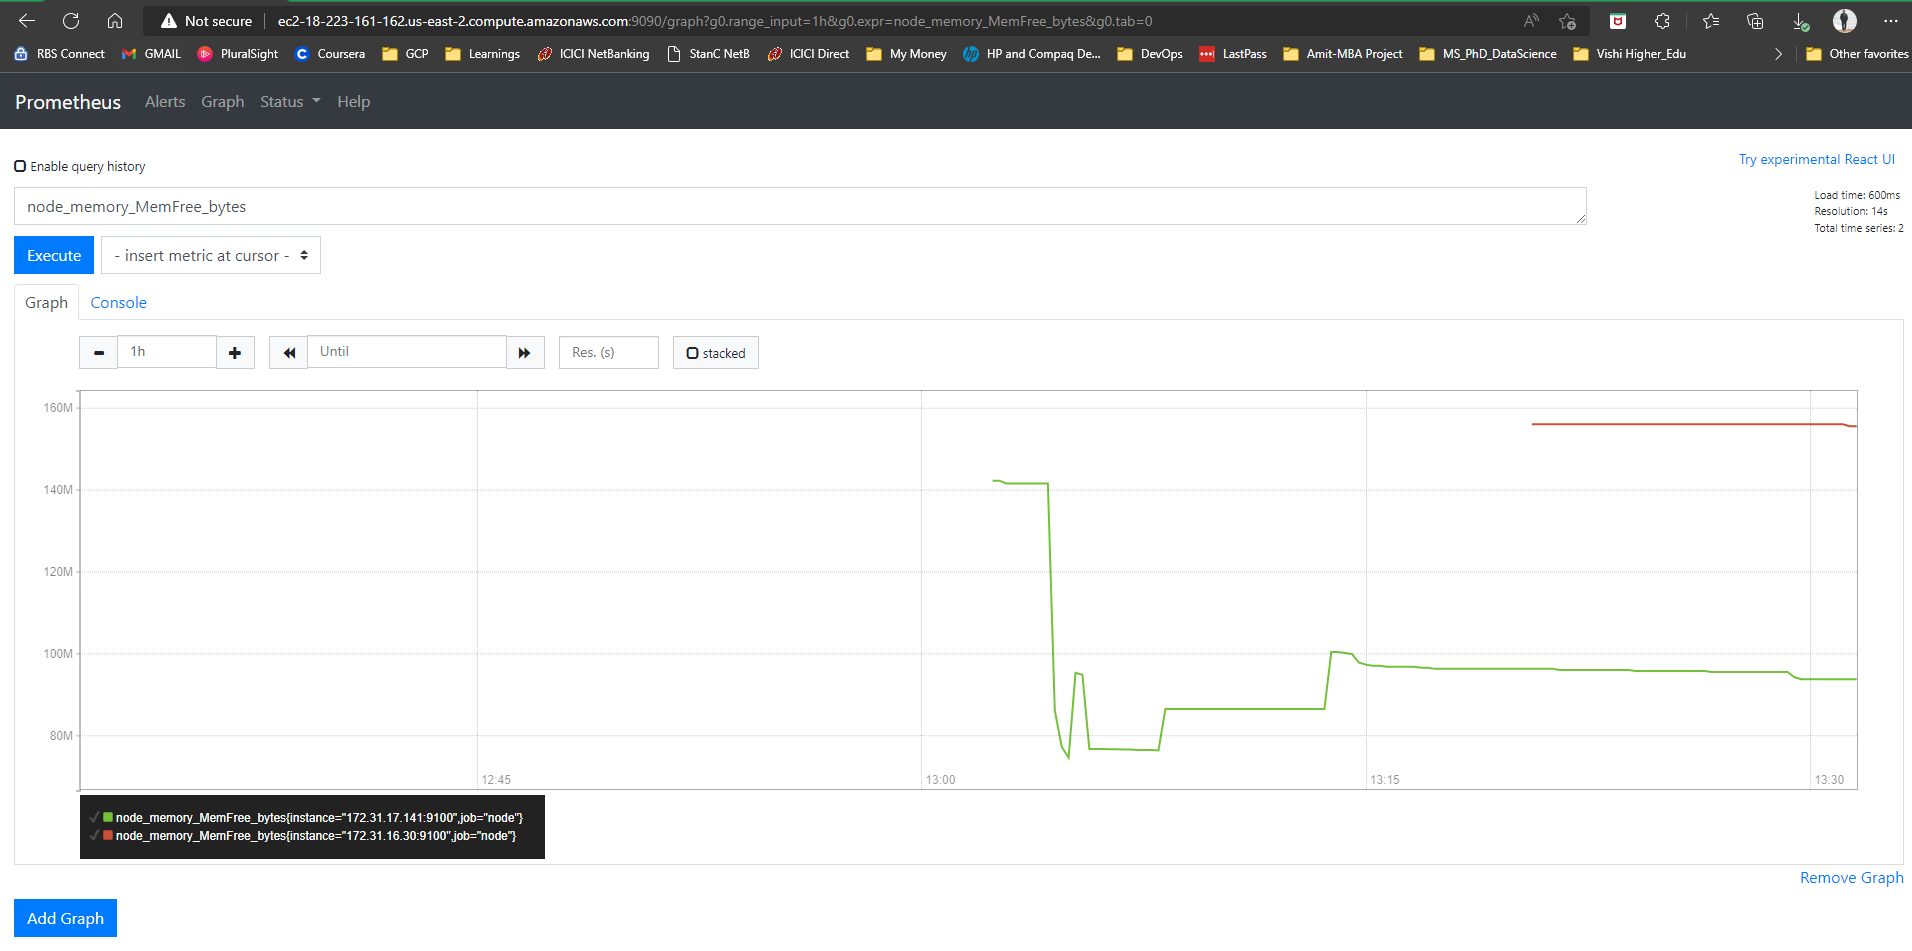 Not secure ec2-18-223-161-162.us-east-2.compute.amazonaws.com:9090/graph?g0.range_input=1h&g0.expr=node_memory_MemFree_bytes&g0.tab=0
RBS Connect GMAIL PluralSight Coursera GCP Learnings ICICI NetBanking StanC NetB ICICI Direct My Money HP and Compaq De... DevOps LastPass Amit-MBA Project MS_PhD_DataScience Vishi Higher_Edu Other favorites
Prometheus Alerts Graph Status Help
Enable query history
Try experimental React UI
node_memory_MemFree_bytes
Load time: 600ms
Resolution: 14s
Total time series: 2
Execute - insert metric at cursor -
Graph Console
1h Until Res. (s) stacked
160M
140M
120M
100M
80M
12:45 13:00 13:15 13:30
node_memory_MemFree_bytes{instance="172.31.17.141:9100",job="node"}
node_memory_MemFree_bytes{instance="172.31.16.30:9100",job="node"}
Remove Graph
Add Graph